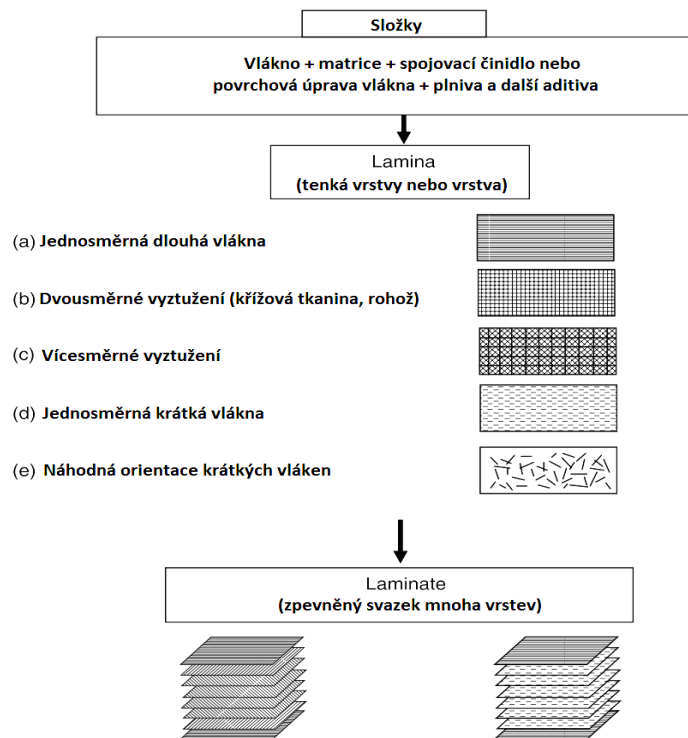 Složky
Vlákno + matrice + spojovací činidlo nebo
povrchová úprava vlákna + plniva a další aditiva
Lamina
(tenká vrstvy nebo vrstva)
(a) Jednosměrná dlouhá vlákna
(b) Dvousměrné vyztužení (křížová tkanina, rohož)
(c) Vícesměrné vyztužení
(d) Jednosměrná krátká vlákna
(e) Náhodná orientace krátkých vláken
Laminate
(zpevněný svazek mnoha vrstev)